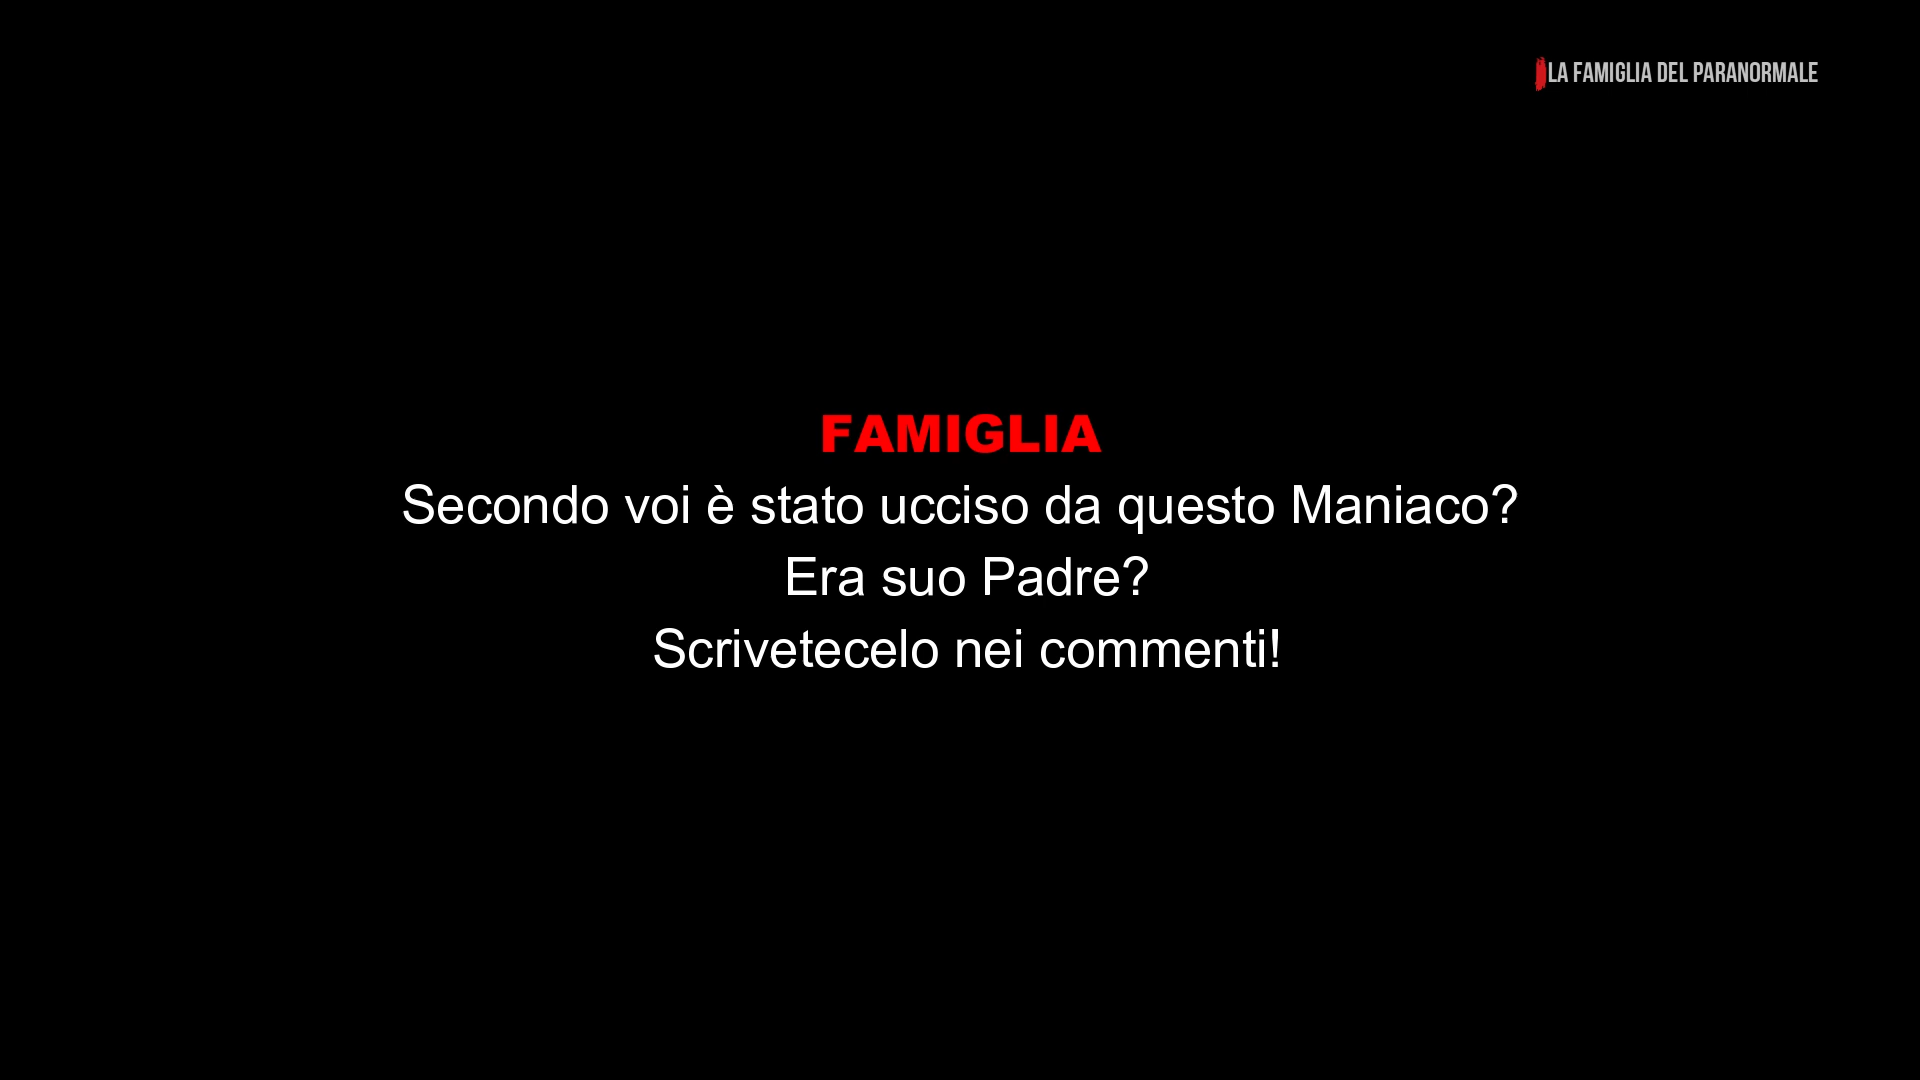 LA FAMIGLIA DEL PARANORMALE
FAMIGLIA
Secondo voi è stato ucciso da questo Maniaco?
Era suo Padre?
Scrivetecelo nei commenti!